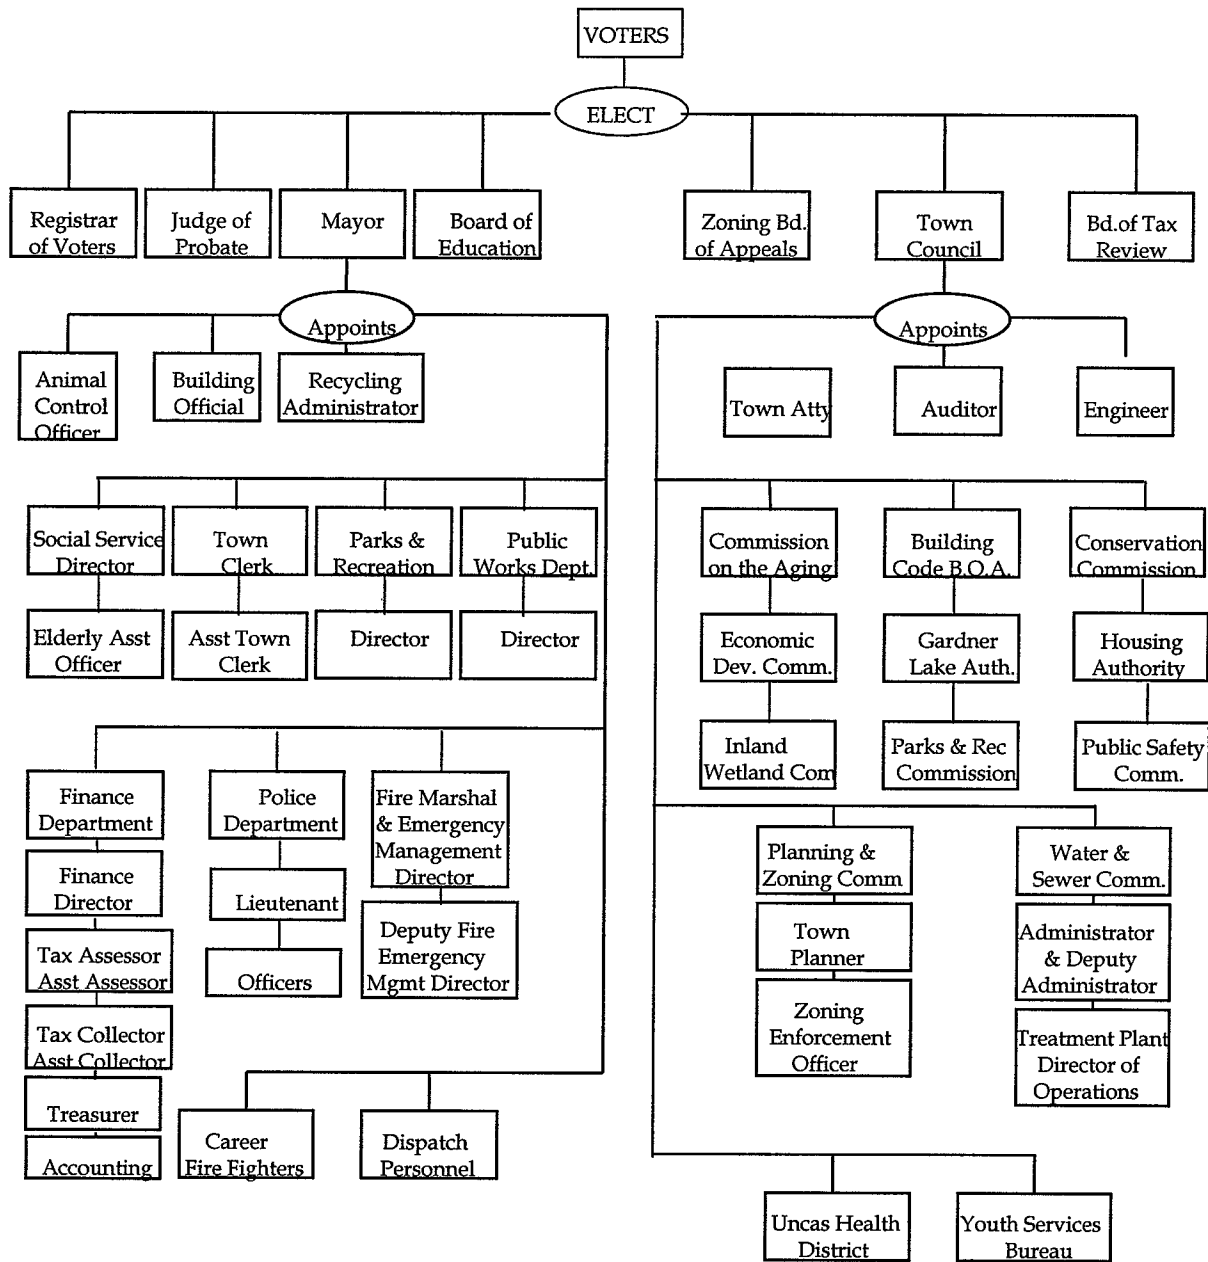 VOTERS
ELECT
Registrar
of Voters
Judge of
Probate
Mayor
Board of
Education
Zoning Bd.
of Appeals
Town
Council
Bd.of Tax
Review
Appoints
Appoints
Animal
Control
Officer
Building
Official
Recycling
Administrator
Town Atty
Auditor
Engineer
Social Service
Director
Town
Clerk
Parks &
Recreation
Public
Works Dept.
Commission
on the Aging
Building
Code B.O.A.
Conservation
Commission
Elderly Asst
Officer
Asst Town
Clerk
Director
Director
Economic
Dev. Comm.
Gardner
Lake Auth.
Housing
Authority
Inland
Wetland Com
Parks & Rec
Commission
Public Safety
Comm.
Finance
Department
Police
Department
Fire Marshal
& Emergency
Management
Director
Planning &
Zoning Comm
Water &
Sewer Comm.
Finance
Director
Lieutenant
Deputy Fire
Emergency
Mgmt Director
Town
Planner
Administrator
& Deputy
Administrator
Tax Assessor
Asst Assessor
Officers
Zoning
Enforcement
Officer
Treatment Plant
Director of
Operations
Tax Collector
Asst Collector
Treasurer
Accounting
Career
Fire Fighters
Dispatch
Personnel
Uncas Health
District
Youth Services
Bureau